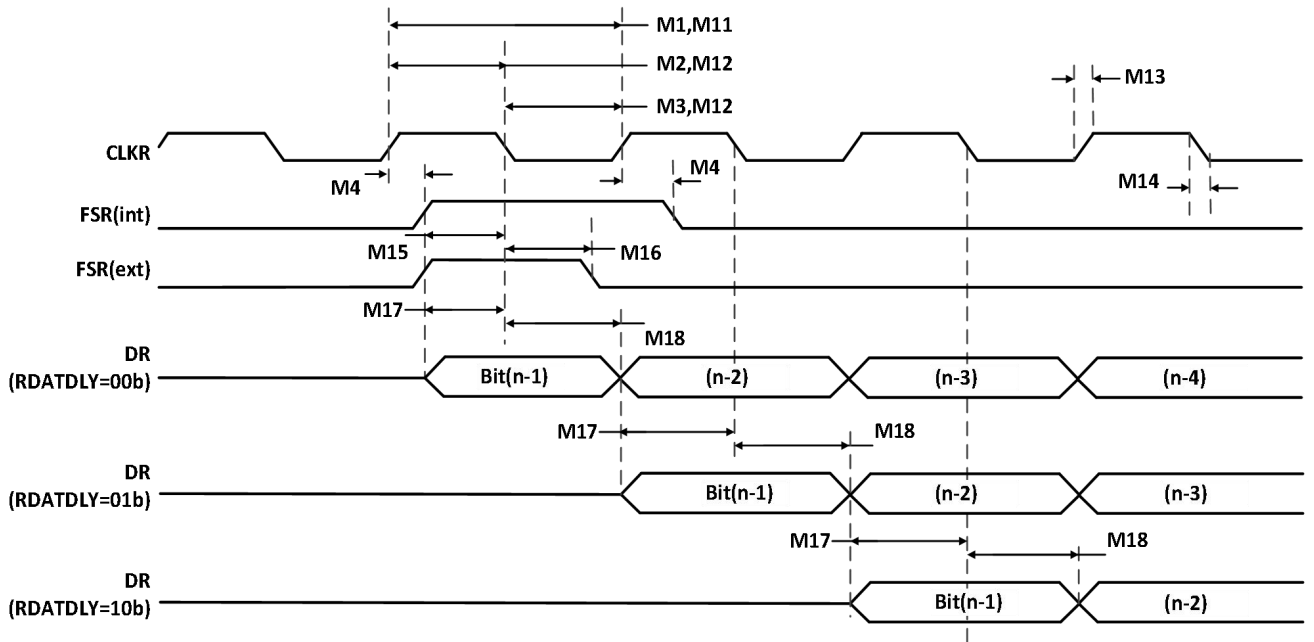 M1,M11
M2,M12
M3,M12
M13
CLKR
M4
M4
M14
FSR(int)
M15
M16
FSR(ext)
M17
M18
DR
(RDATDLY=00b)
Bit(n-1)
(n-2)
(n-3)
(n-4)
M17
M18
DR
(RDATDLY=01b)
Bit(n-1)
(n-2)
(n-3)
M17
M18
DR
(RDATDLY=10b)
Bit(n-1)
(n-2)